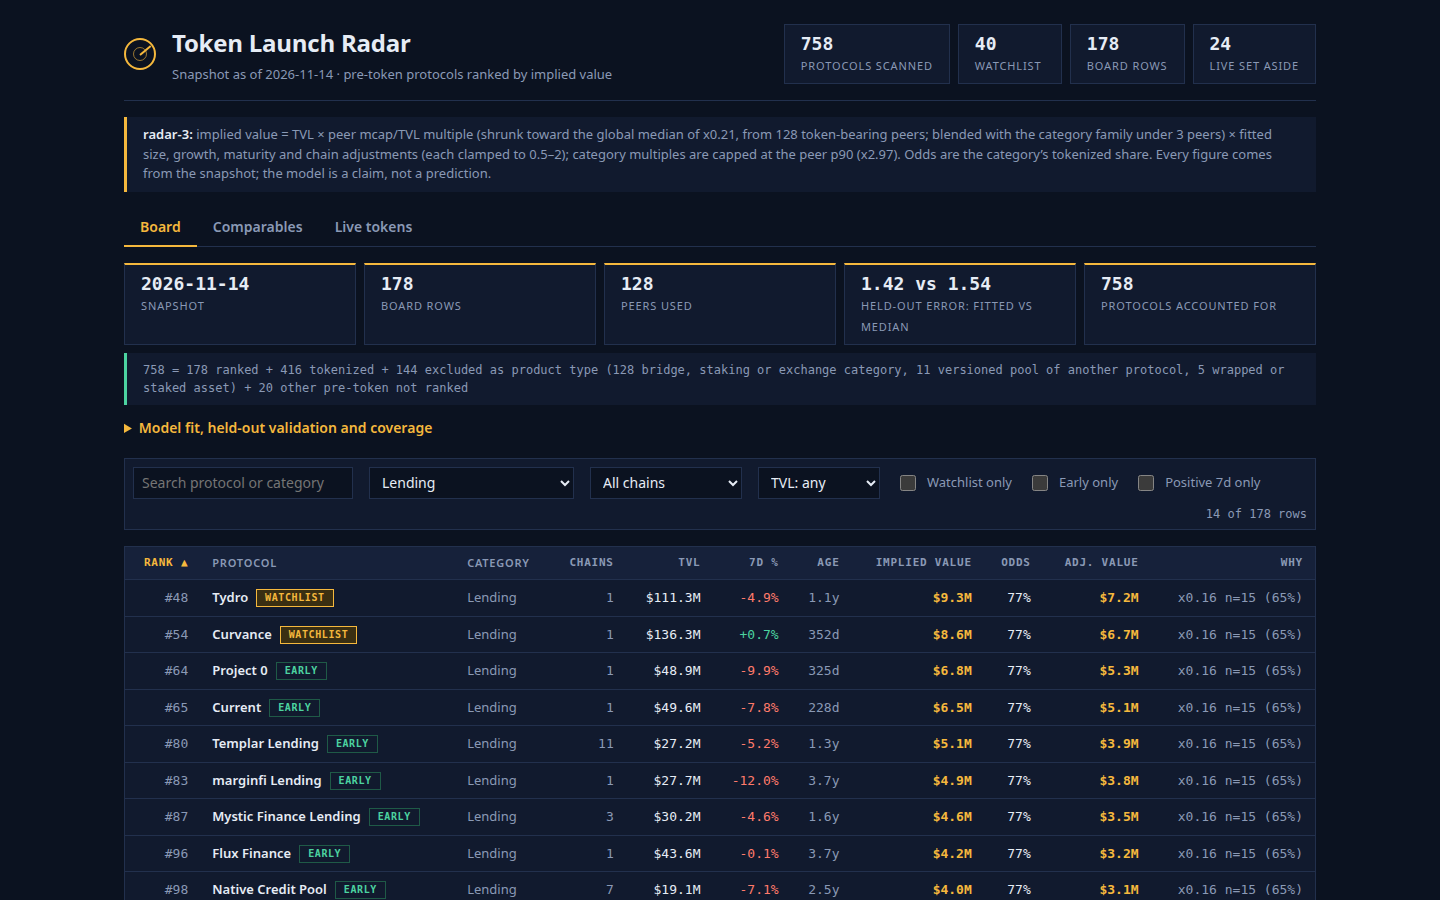 Token Launch Radar
Snapshot as of 2026-11-14 · pre-token protocols ranked by implied value
758
PROTOCOLS SCANNED
40
WATCHLIST
178
BOARD ROWS
24
LIVE SET ASIDE
radar-3: implied value = TVL × peer mcap/TVL multiple (shrunk toward the global median of x0.21, from 128 token-bearing peers; blended with the category family under 3 peers) × fitted
size, growth, maturity and chain adjustments (each clamped to 0.5–2); category multiples are capped at the peer p90 (x2.97). Odds are the category's tokenized share. Every figure comes
from the snapshot; the model is a claim, not a prediction.
Board Comparables Live tokens
2026-11-14
SNAPSHOT
178
BOARD ROWS
128
PEERS USED
1.42 vs 1.54
HELD-OUT ERROR: FITTED VS
MEDIAN
758
PROTOCOLS ACCOUNTED FOR
758 = 178 ranked + 416 tokenized + 144 excluded as product type (128 bridge, staking or exchange category, 11 versioned pool of another protocol, 5 wrapped or
staked asset) + 20 other pre-token not ranked
▶ Model fit, held-out validation and coverage
Search protocol or category Lending All chains TVL: any Watchlist only Early only Positive 7d only
14 of 178 rows
RANK ▲ PROTOCOL CATEGORY CHAINS TVL 7D % AGE IMPLIED VALUE ODDS ADJ. VALUE WHY
#48 Tydro WATCHLIST Lending 1 $111.3M -4.9% 1.1y $9.3M 77% $7.2M x0.16 n=15 (65%)
#54 Curvance WATCHLIST Lending 1 $136.3M +0.7% 352d $8.6M 77% $6.7M x0.16 n=15 (65%)
#64 Project 0 EARLY Lending 1 $48.9M -9.9% 325d $6.8M 77% $5.3M x0.16 n=15 (65%)
#65 Current EARLY Lending 1 $49.6M -7.8% 228d $6.5M 77% $5.1M x0.16 n=15 (65%)
#80 Templar Lending EARLY Lending 11 $27.2M -5.2% 1.3y $5.1M 77% $3.9M x0.16 n=15 (65%)
#83 marginfi Lending EARLY Lending 1 $27.7M -12.0% 3.7y $4.9M 77% $3.8M x0.16 n=15 (65%)
#87 Mystic Finance Lending EARLY Lending 3 $30.2M -4.6% 1.6y $4.6M 77% $3.5M x0.16 n=15 (65%)
#96 Flux Finance EARLY Lending 1 $43.6M -0.1% 3.7y $4.2M 77% $3.2M x0.16 n=15 (65%)
#98 Native Credit Pool EARLY Lending 7 $19.1M -7.1% 2.5y $4.0M 77% $3.1M x0.16 n=15 (65%)